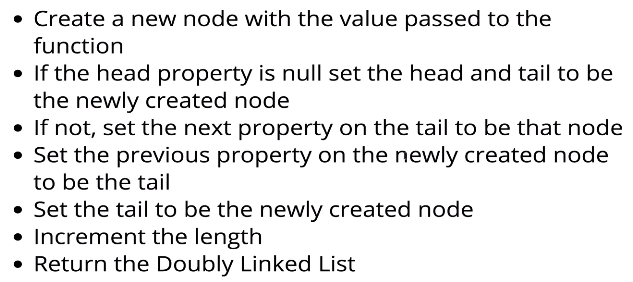 • Create a new node with the value passed to the
function
• If the head property is null set the head and tail to be
the newly created node
• If not, set the next property on the tail to be that node
• Set the previous property on the newly created node
to be the tail
• Set the tail to be the newly created node
• Increment the length
• Return the Doubly Linked List